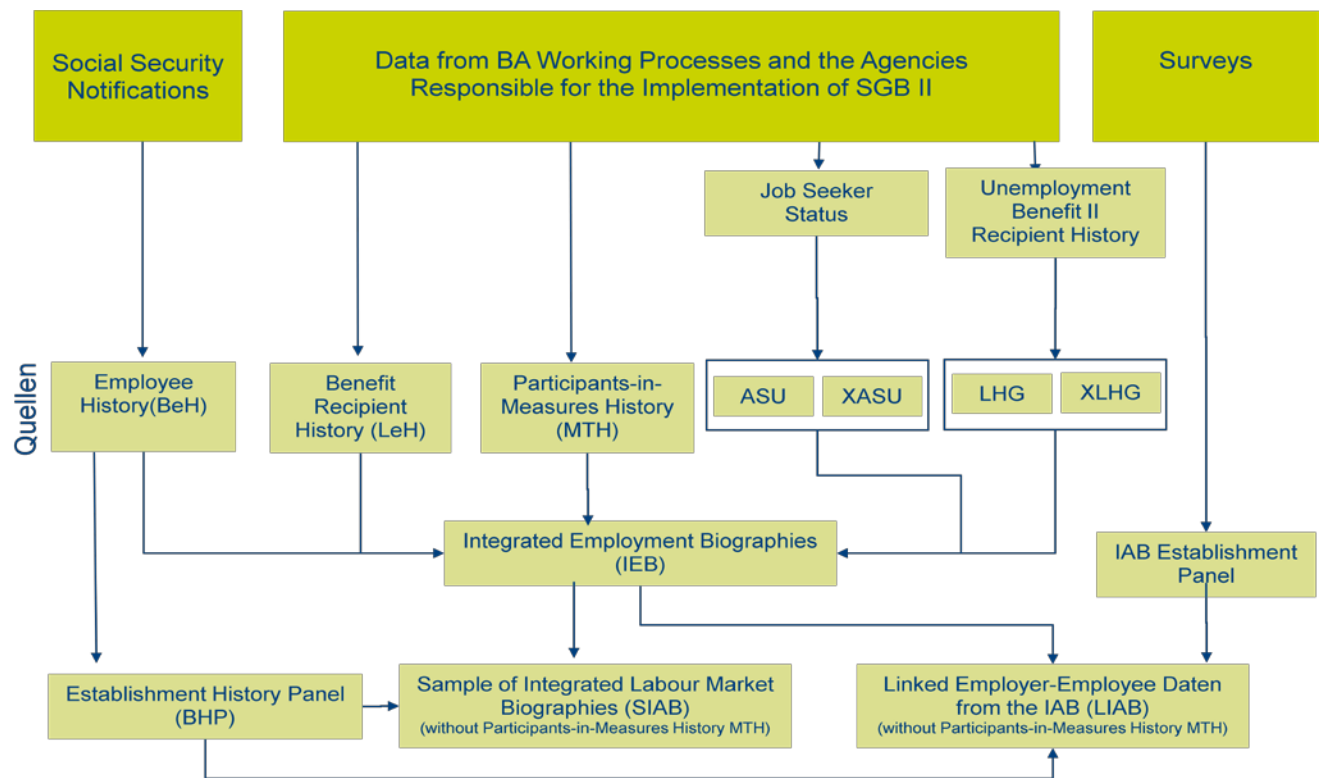 Social Security
Notifications
Data from BA Working Processes and the Agencies
Responsible for the Implementation of SGB II
Surveys
Job Seeker
Status
Unemployment
Benefit II
Recipient History
Quellen
Employee
History(BeH)
Benefit
Recipient
History (LeH)
Participants-in-
Measures History
(MTH)
ASU
XASU
LHG
XLHG
Integrated Employment Biographies
(IEB)
IAB Establishment
Panel
Establishment History Panel
(BHP)
Sample of Integrated Labour Market
Biographies (SIAB)
(without Participants-in-Measures History MTH)
Linked Employer-Employee Daten
from the IAB (LIAB)
(without Participants-in-Measures History MTH)